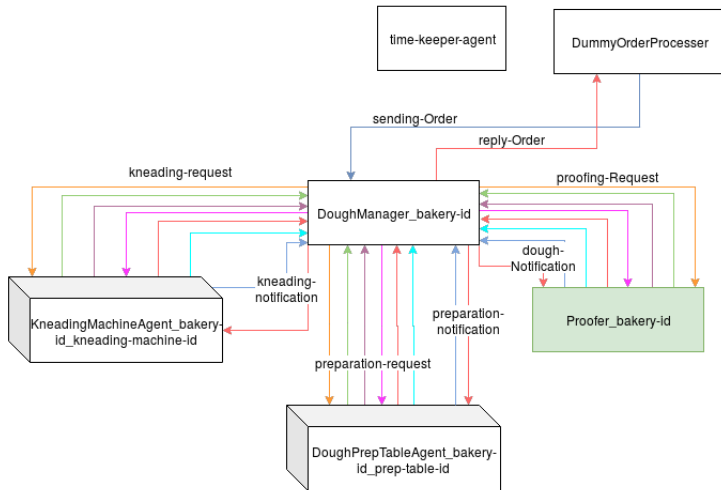 time-keeper-agent
DummyOrderProcesser
sending-Order
reply-Order
kneading-request
proofing-Request
DoughManager_bakery-id
kneading-
notification
dough-
Notification
KneadingMachineAgent_bakery-
id_kneading-machine-id
preparation-
notification
Proofer_bakery-id
preparation-request
DoughPrepTableAgent_bakery-
id_prep-table-id